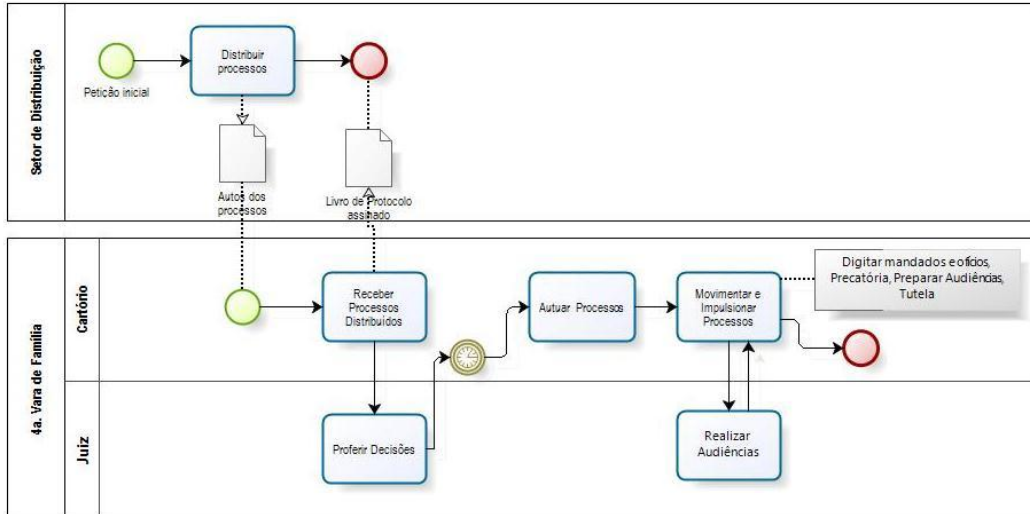 Setor de Distribuição
Petição inicial
Distribuir
processos
Autos dos
processos
Livro de Protocolo
assinado
4a. Vara de Família
Cartório
Receber
Processos
Distribuídos
Autuar Processos
Movimentar e
Impulsionar
Processos
Digitar mandados e ofícios,
Precatória, Preparar Audiências,
Tutela
Juiz
Proferir Decisões
Realizar
Audiências